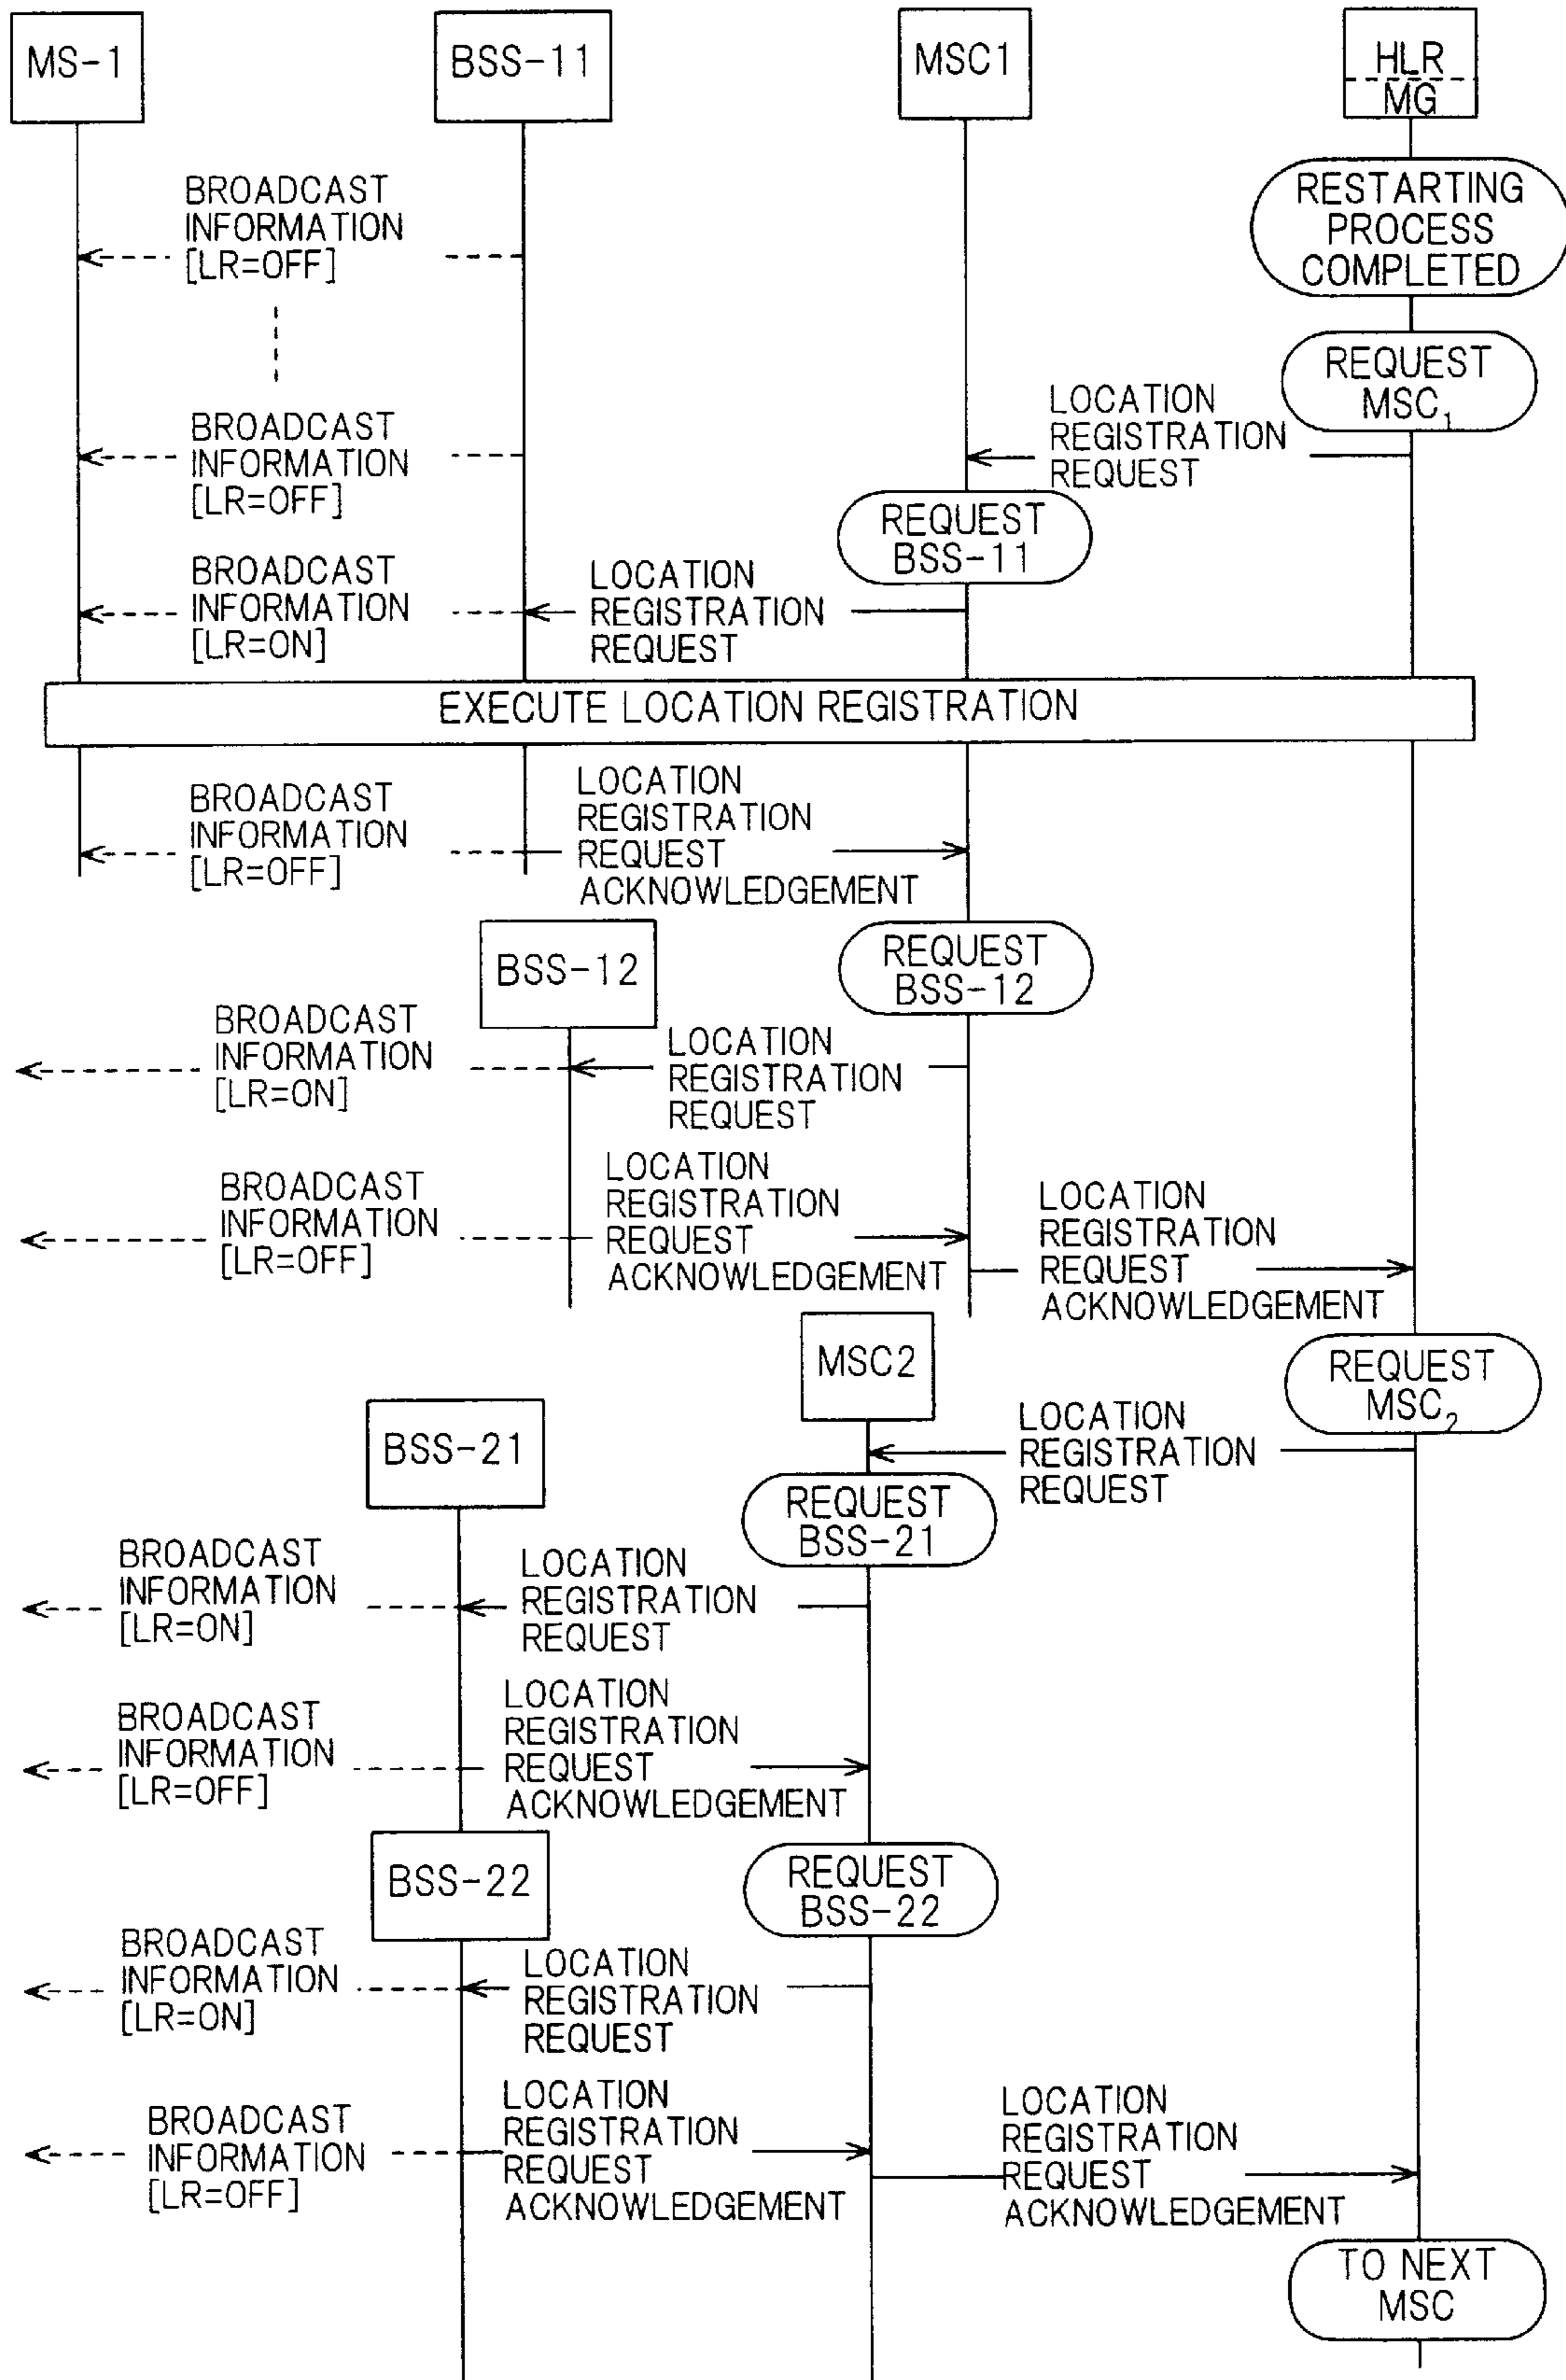 MS-1
BSS-11
MSC1
HLR
MG
RESTARTING
PROCESS
COMPLETED
BROADCAST
INFORMATION
[LR=OFF]
REQUEST
MSC₁
LOCATION
REGISTRATION
REQUEST
BROADCAST
INFORMATION
[LR=OFF]
REQUEST
BSS-11
BROADCAST
INFORMATION
[LR=ON]
LOCATION
REGISTRATION
REQUEST
EXECUTE LOCATION REGISTRATION
BROADCAST
INFORMATION
[LR=OFF]
LOCATION
REGISTRATION
REQUEST
ACKNOWLEDGEMENT
BSS-12
REQUEST
BSS-12
BROADCAST
INFORMATION
[LR=ON]
LOCATION
REGISTRATION
REQUEST
BROADCAST
INFORMATION
[LR=OFF]
LOCATION
REGISTRATION
REQUEST
ACKNOWLEDGEMENT
LOCATION
REGISTRATION
REQUEST
ACKNOWLEDGEMENT
MSC2
REQUEST
MSC₂
BSS-21
LOCATION
REGISTRATION
REQUEST
REQUEST
BSS-21
BROADCAST
INFORMATION
[LR=ON]
LOCATION
REGISTRATION
REQUEST
BROADCAST
INFORMATION
[LR=OFF]
LOCATION
REGISTRATION
REQUEST
ACKNOWLEDGEMENT
BSS-22
REQUEST
BSS-22
BROADCAST
INFORMATION
[LR=ON]
LOCATION
REGISTRATION
REQUEST
BROADCAST
INFORMATION
[LR=OFF]
LOCATION
REGISTRATION
REQUEST
ACKNOWLEDGEMENT
LOCATION
REGISTRATION
REQUEST
ACKNOWLEDGEMENT
TO NEXT
MSC